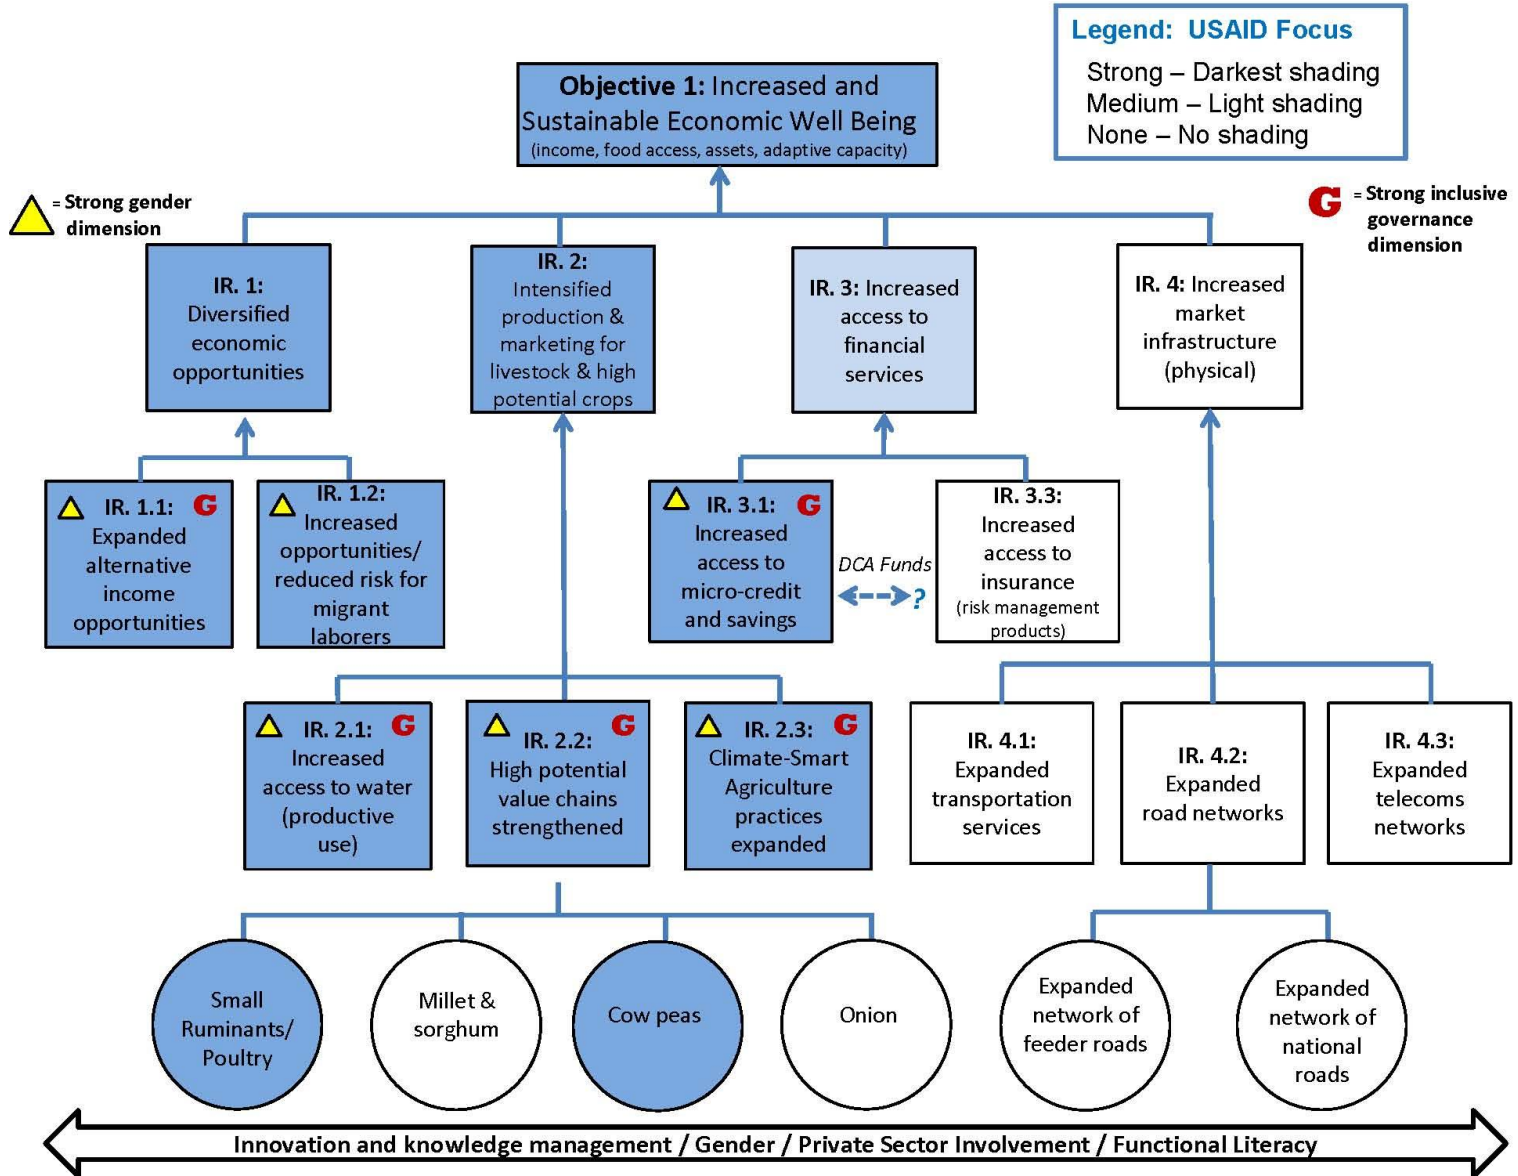 Legend: USAID Focus
Strong – Darkest shading
Medium – Light shading
None – No shading
Objective 1: Increased and
Sustainable Economic Well Being
(income, food access, assets, adaptive capacity)
= Strong gender
dimension
G = Strong inclusive
governance
dimension
IR. 1:
Diversified
economic
opportunities
IR. 2:
Intensified
production &
marketing for
livestock & high
potential crops
IR. 3: Increased
access to
financial
services
IR. 4: Increased
market
infrastructure
(physical)
IR. 1.1: G
Expanded
alternative
income
opportunities
IR. 1.2:
Increased
opportunities/
reduced risk for
migrant
laborers
IR. 3.1: G
Increased
access to
micro-credit
and savings
DCA Funds
?
IR. 3.3:
Increased
access to
insurance
(risk management
products)
IR. 2.1: G
Increased
access to water
(productive
use)
IR. 2.2: G
High potential
value chains
strengthened
IR. 2.3: G
Climate-Smart
Agriculture
practices
expanded
IR. 4.1:
Expanded
transportation
services
IR. 4.2:
Expanded
road networks
IR. 4.3:
Expanded
telecoms
networks
Small
Ruminants/
Poultry
Millet &
sorghum
Cow peas
Onion
Expanded
network of
feeder roads
Expanded
network of
national
roads
Innovation and knowledge management / Gender / Private Sector Involvement / Functional Literacy